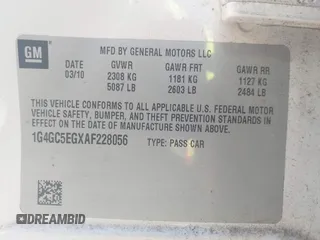 GM
MFD BY GENERAL MOTORS LLC
DATE GVWR GAWR FRT GAWR RR
03/10 2308 KG 1181 KG 1127 KG
5087 LB 2603 LB 2484 LB
THIS VEHICLE CONFORMS TO ALL APPLICABLE U.S. FEDERAL MOTOR
VEHICLE SAFETY, BUMPER, AND THEFT PREVENTION STANDARDS
IN EFFECT ON THE DATE OF MANUFACTURE SHOWN ABOVE.
1G4GC5EGXAF228056 TYPE: PASS CAR
AUTOBIDMASTER